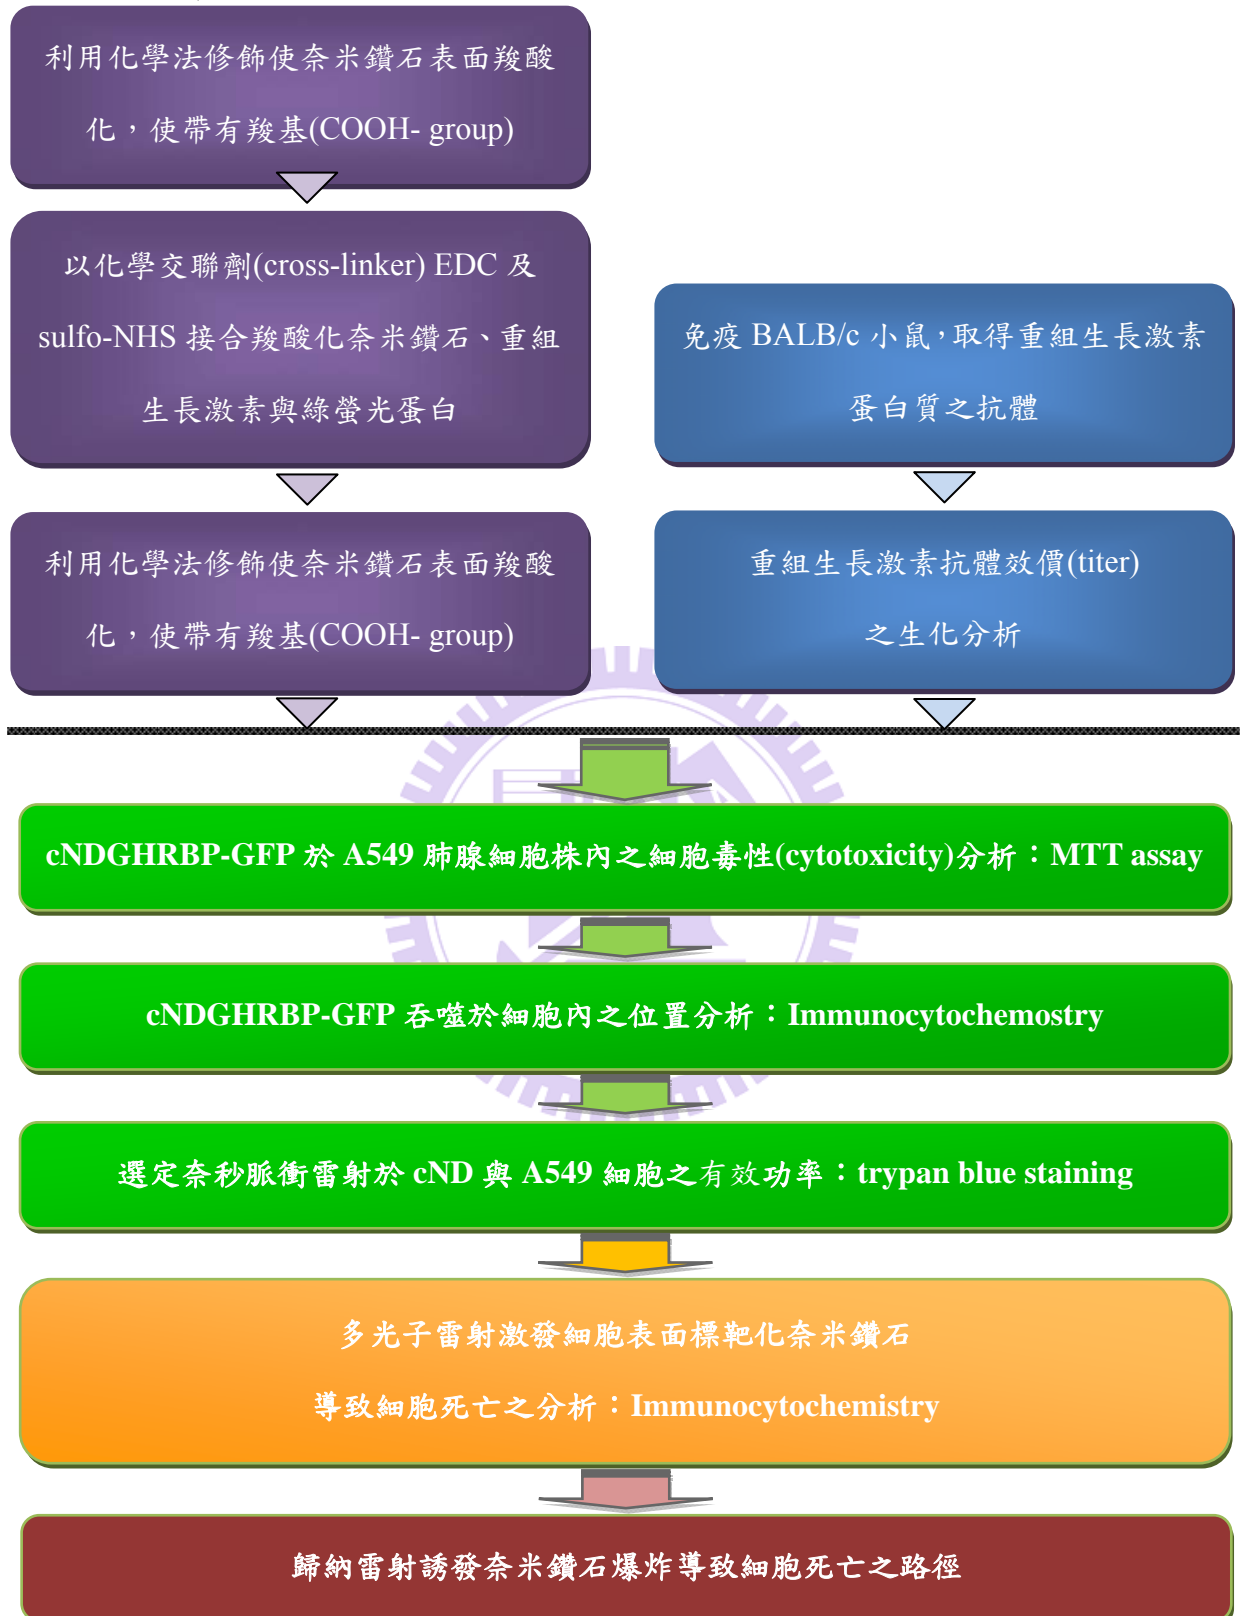 利用化學法修飾使奈米鑽石表面羧酸
化，使帶有羧基(COOH- group)
以化學交聯劑(cross-linker) EDC 及
sulfo-NHS 接合羧酸化奈米鑽石、重組
生長激素與綠螢光蛋白
利用化學法修飾使奈米鑽石表面羧酸
化，使帶有羧基(COOH- group)
免疫 BALB/c 小鼠，取得重組生長激素
蛋白質之抗體
重組生長激素抗體效價(titer)
之生化分析
cNDGHRBP-GFP 於 A549 肺腺細胞株內之細胞毒性(cytotoxicity)分析：MTT assay
cNDGHRBP-GFP 吞噬於細胞內之位置分析：Immunocytochemostry
選定奈秒脈衝雷射於 cND 與 A549 細胞之有效功率：trypan blue staining
多光子雷射激發細胞表面標靶化奈米鑽石
導致細胞死亡之分析：Immunocytochemistry
歸納雷射誘發奈米鑽石爆炸導致細胞死亡之路徑